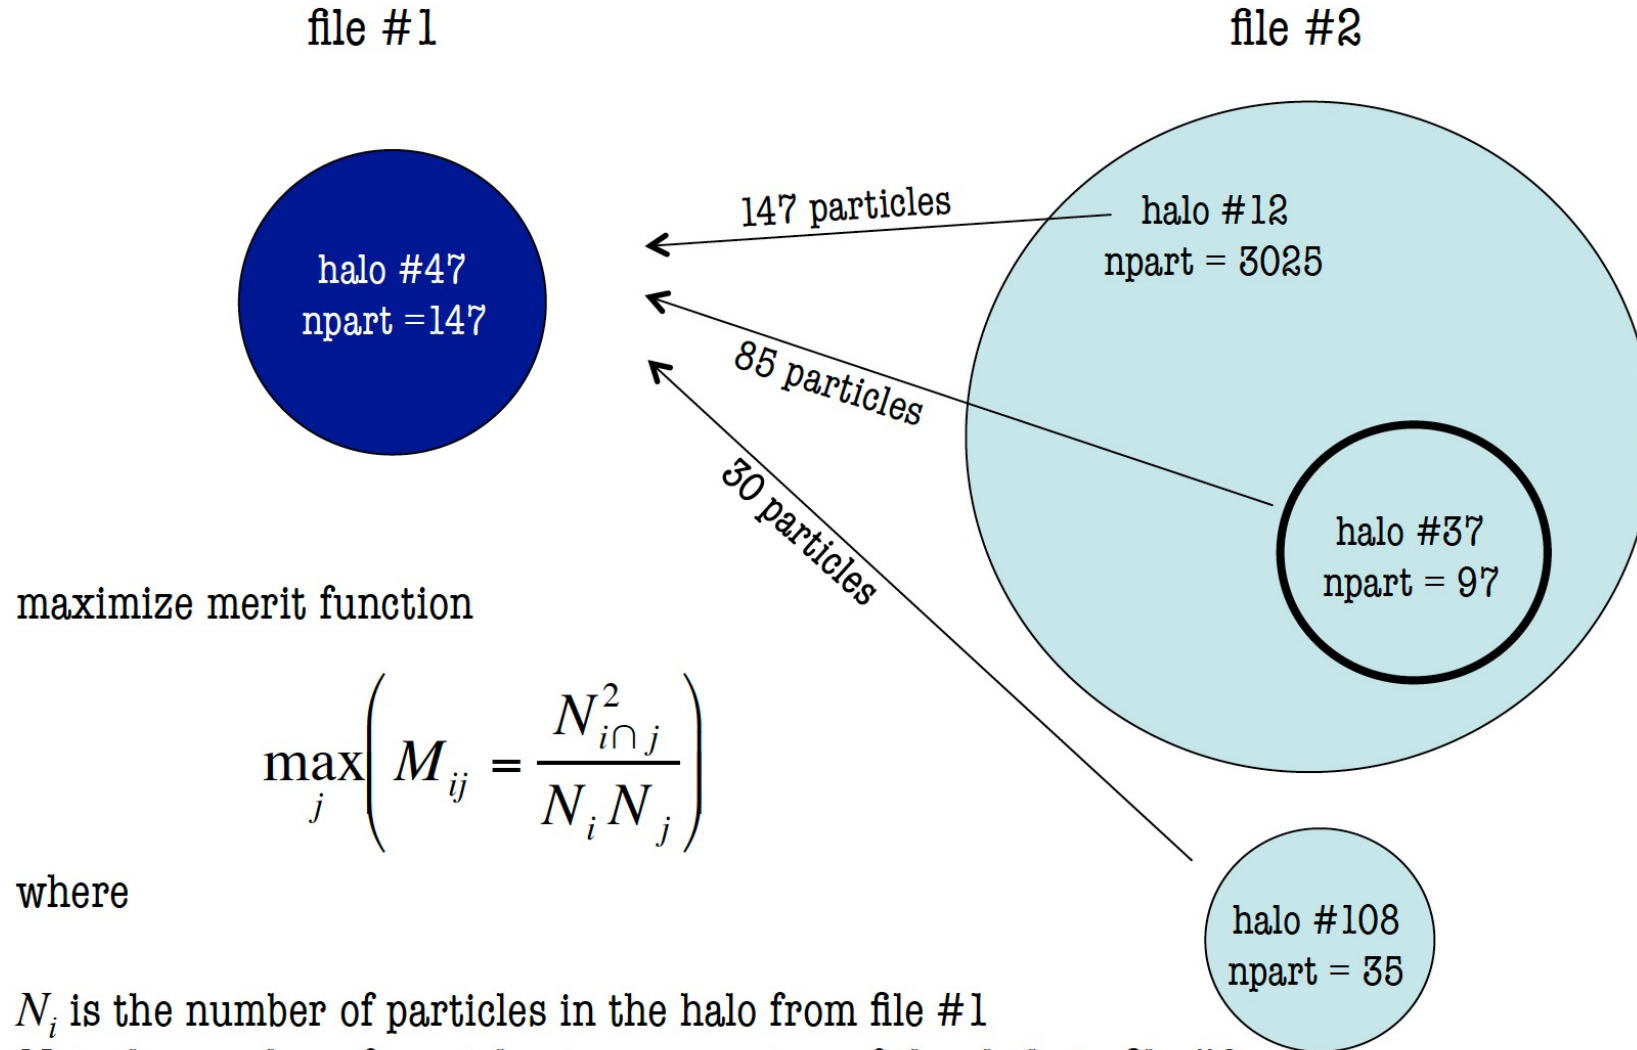 file #1
file #2
147 particles
halo #12
npart = 3025
halo #47
npart =147
85 particles
30 particles
halo #37
npart = 97
maximize merit function
max_j ( M_ij = N_{i∩j}^2 / N_i N_j )
where
halo #108
npart = 35
N_i is the number of particles in the halo from file #1